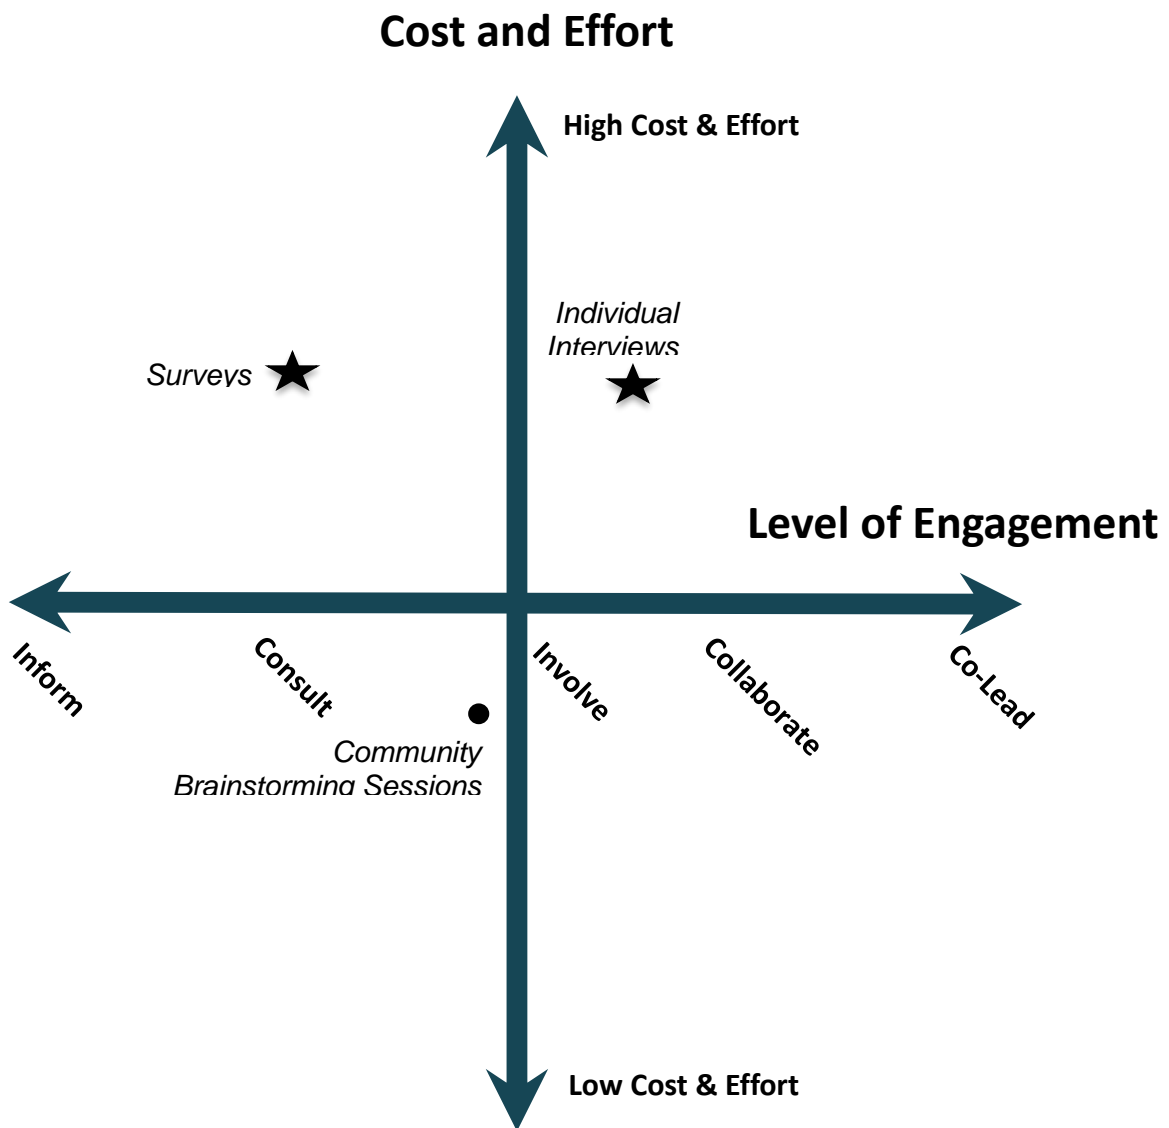 Cost and Effort
High Cost & Effort
Individual
Interviews
Surveys
Level of Engagement
Inform
Consult
Involve
Collaborate
Co-Lead
Community
Brainstorming Sessions
Low Cost & Effort